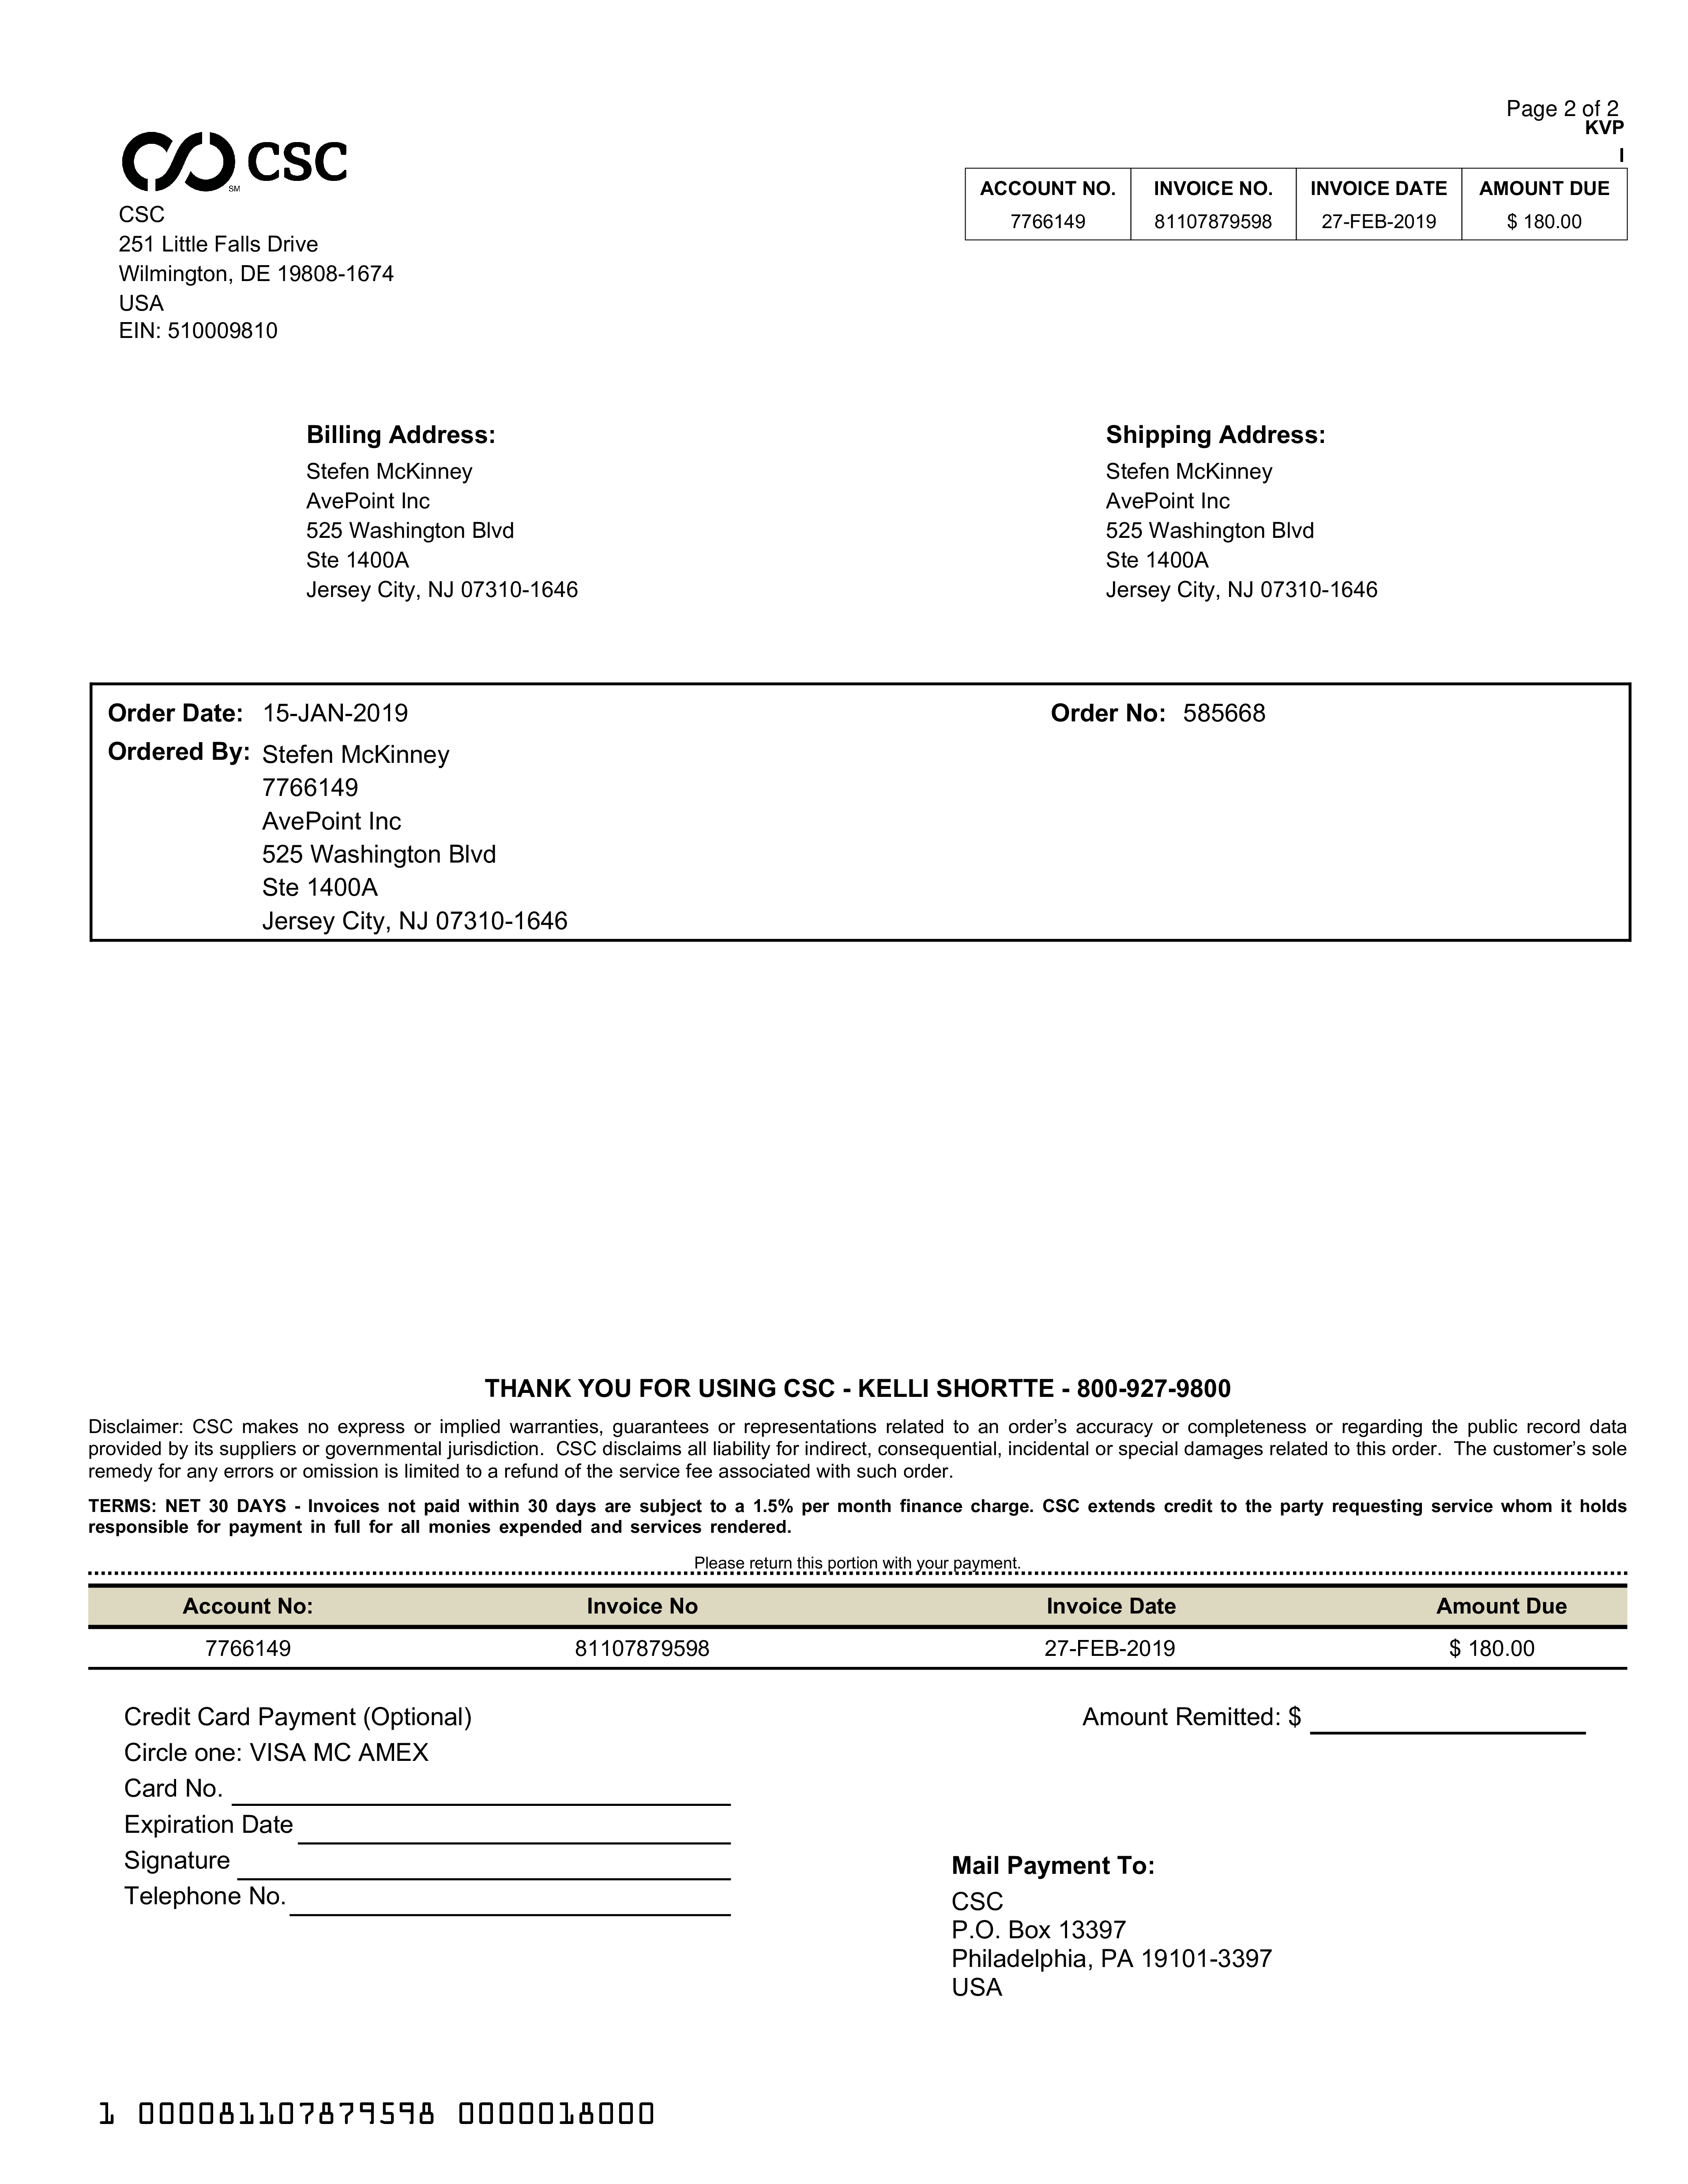 Page 2 of 2
KVP
I
CSC
SM
ACCOUNT NO. INVOICE NO. INVOICE DATE AMOUNT DUE
7766149 81107879598 27-FEB-2019 $ 180.00
CSC
251 Little Falls Drive
Wilmington, DE 19808-1674
USA
EIN: 510009810
Billing Address:
Stefen McKinney
AvePoint Inc
525 Washington Blvd
Ste 1400A
Jersey City, NJ 07310-1646
Shipping Address:
Stefen McKinney
AvePoint Inc
525 Washington Blvd
Ste 1400A
Jersey City, NJ 07310-1646
Order Date: 15-JAN-2019 Order No: 585668
Ordered By: Stefen McKinney
7766149
AvePoint Inc
525 Washington Blvd
Ste 1400A
Jersey City, NJ 07310-1646
THANK YOU FOR USING CSC - KELLI SHORTTE - 800-927-9800
Disclaimer: CSC makes no express or implied warranties, guarantees or representations related to an order’s accuracy or completeness or regarding the public record data
provided by its suppliers or governmental jurisdiction. CSC disclaims all liability for indirect, consequential, incidental or special damages related to this order. The customer’s sole
remedy for any errors or omission is limited to a refund of the service fee associated with such order.
TERMS: NET 30 DAYS - Invoices not paid within 30 days are subject to a 1.5% per month finance charge. CSC extends credit to the party requesting service whom it holds
responsible for payment in full for all monies expended and services rendered.
Please return this portion with your payment.
Account No: Invoice No Invoice Date Amount Due
7766149 81107879598 27-FEB-2019 $ 180.00
Credit Card Payment (Optional)
Circle one: VISA MC AMEX
Card No.
Expiration Date
Signature
Telephone No.
Amount Remitted: $
Mail Payment To:
CSC
P.O. Box 13397
Philadelphia, PA 19101-3397
USA
1 000081107879598 0000018000